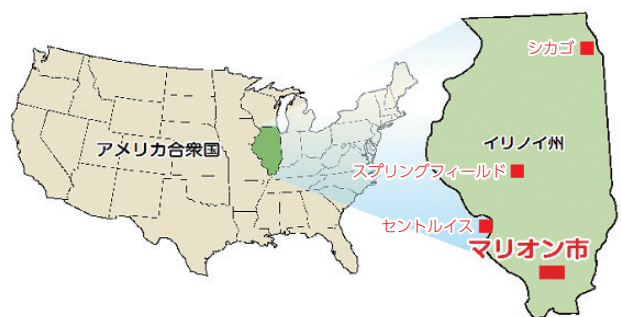 シカゴ
アメリカ合衆国
イリノイ州
スプリングフィールド
セントルイス
マリオン市